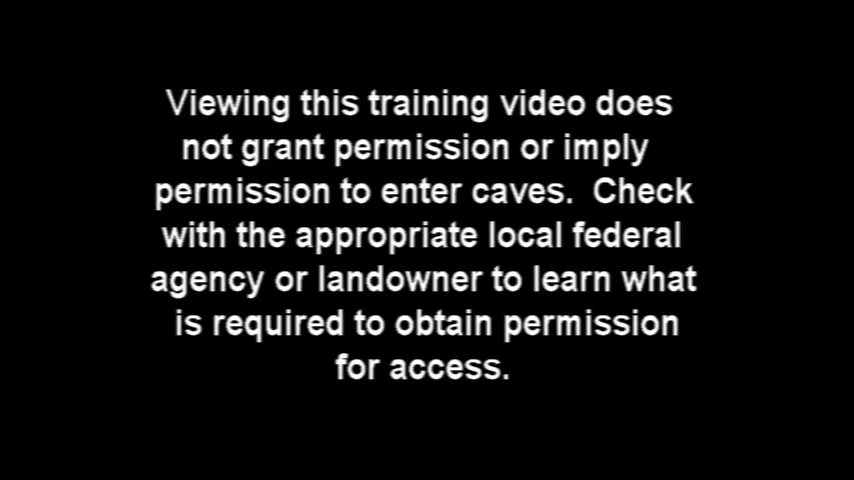 Viewing this training video does
not grant permission or imply
permission to enter caves.  Check
with the appropriate local federal
agency or landowner to learn what
is required to obtain permission
for access.